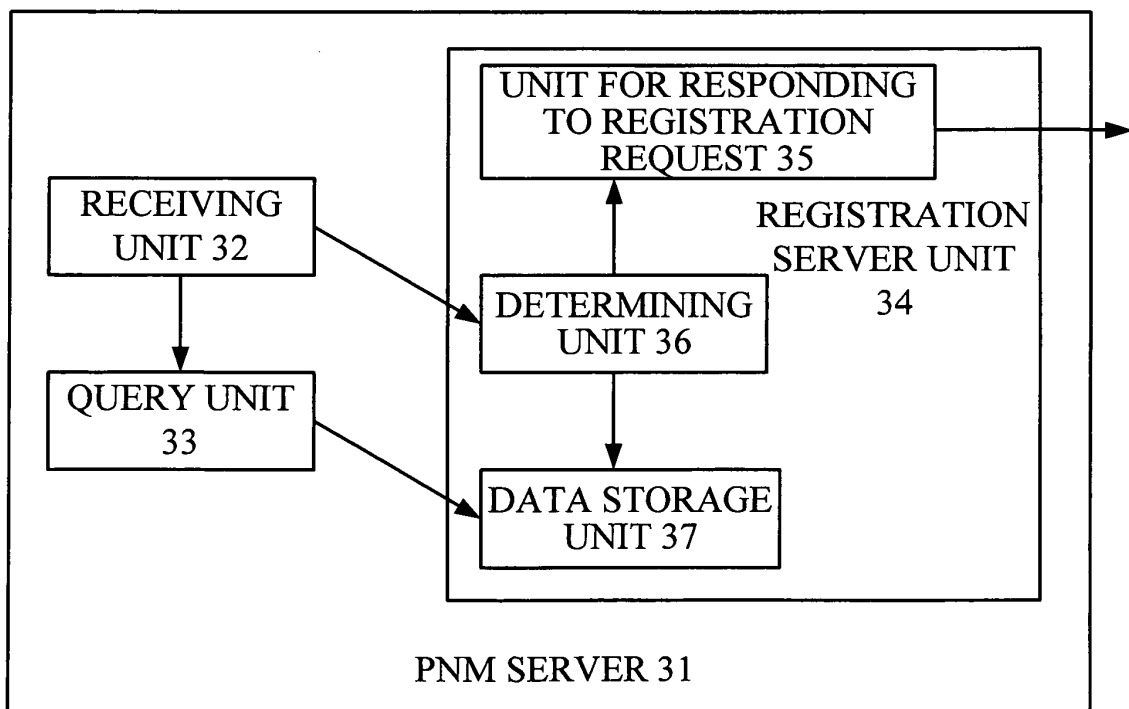 UNIT FOR RESPONDING
TO REGISTRATION
REQUEST 35
RECEIVING
UNIT 32
REGISTRATION
SERVER UNIT
34
DETERMINING
UNIT 36
QUERY UNIT
33
DATA STORAGE
UNIT 37
PNM SERVER 31